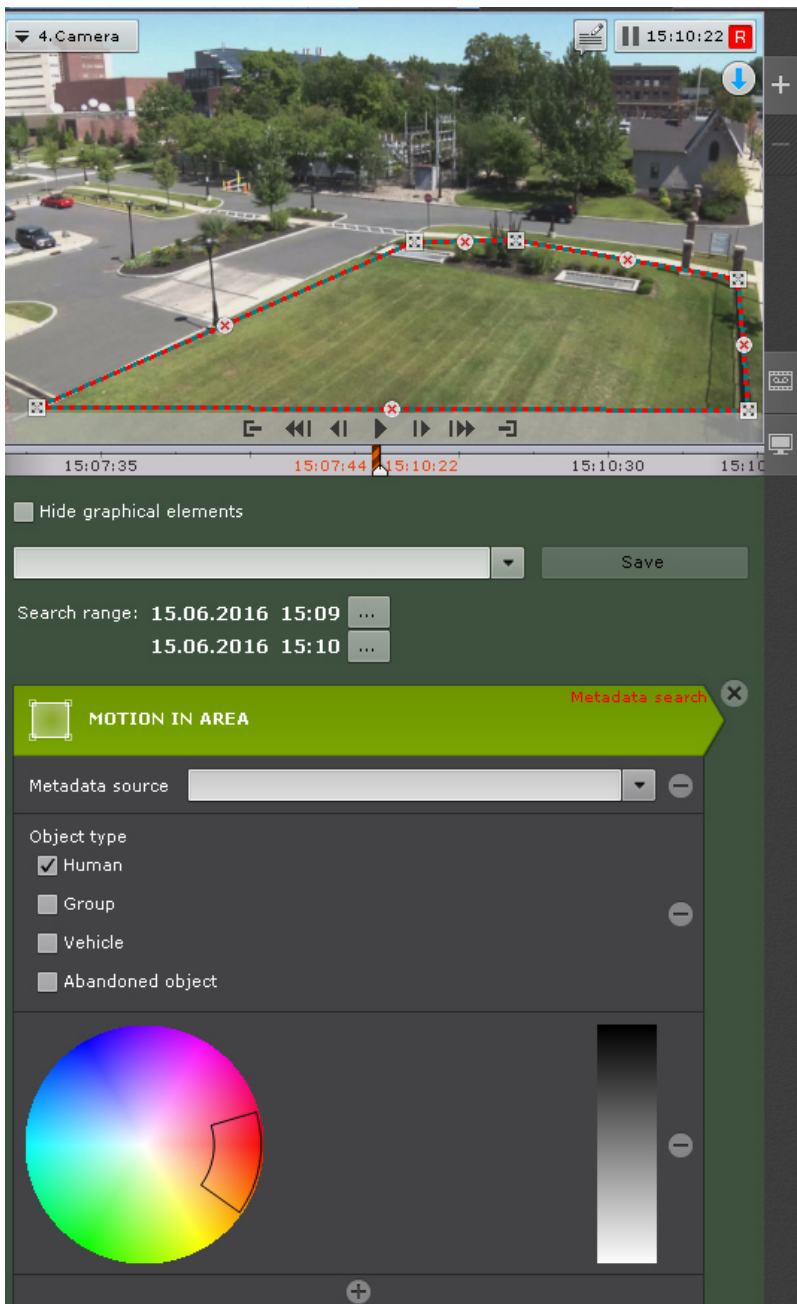 4.Camera
15:10:22 R
15:07:35 15:07:44 15:10:22 15:10:30 15:10
Hide graphical elements
Save
Search range: 15.06.2016 15:09 ...
15.06.2016 15:10 ...
Metadata search
MOTION IN AREA
Metadata source
Object type
Human
Group
Vehicle
Abandoned object